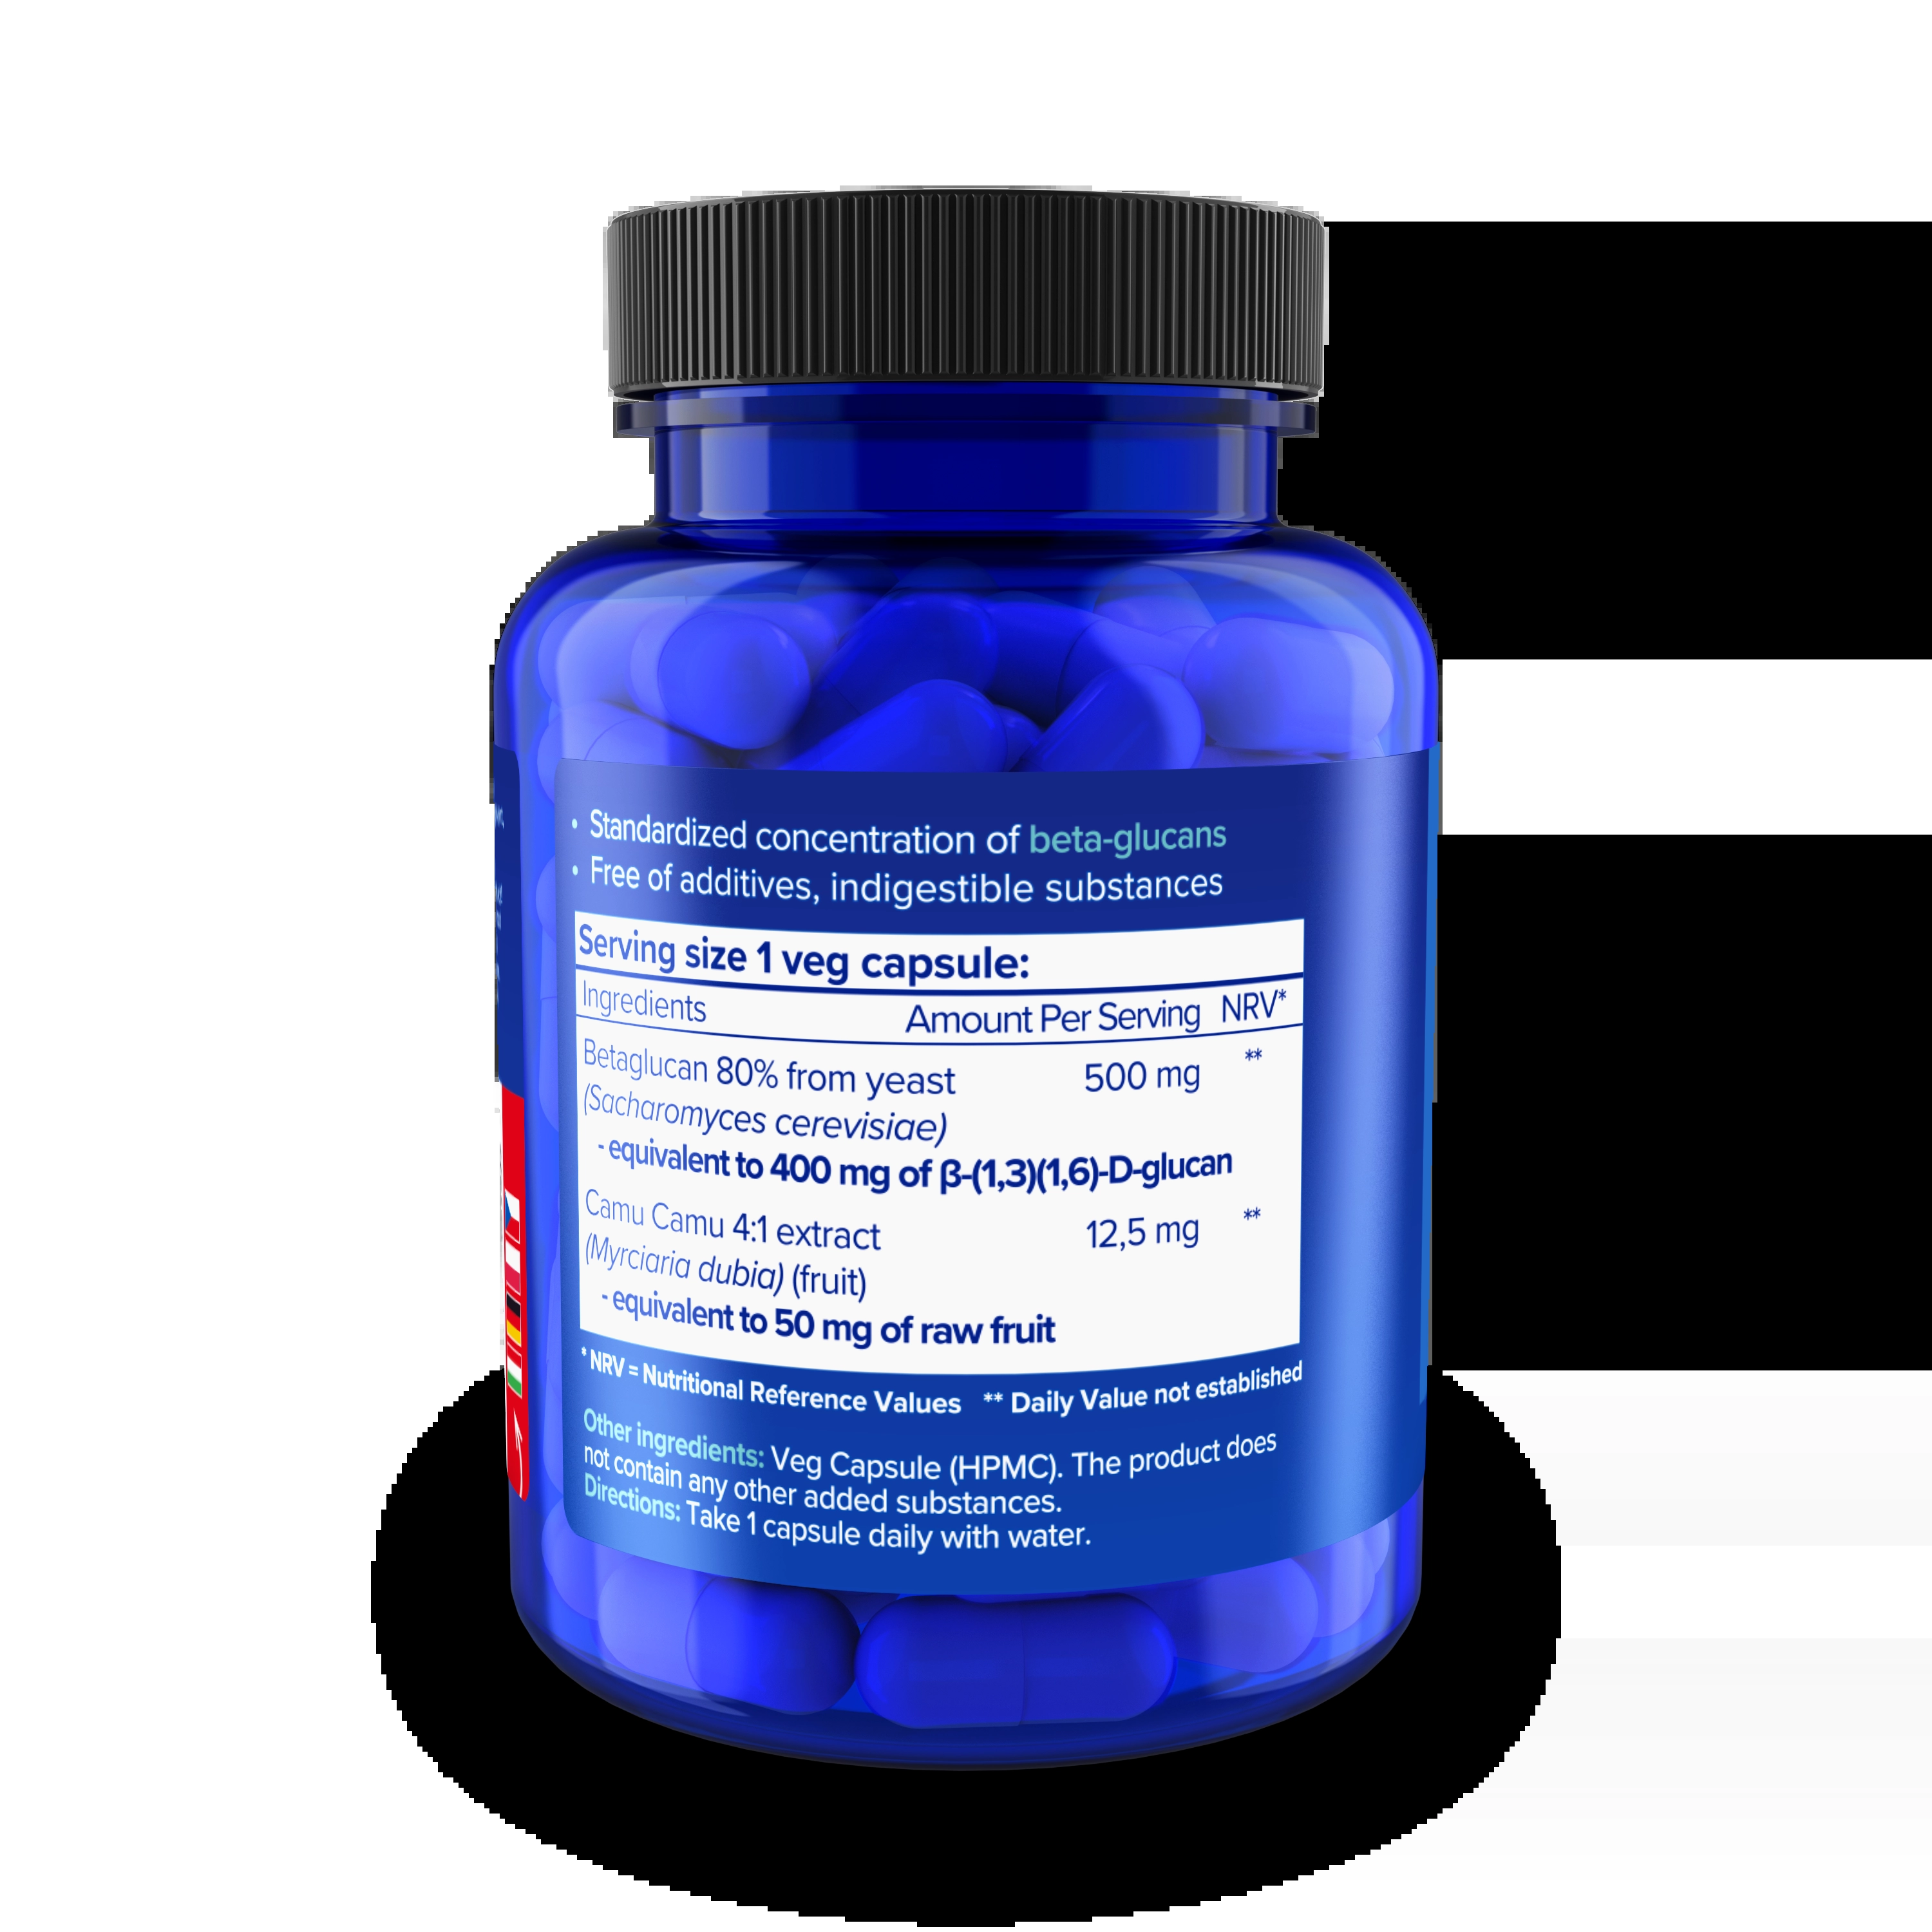 • Standardized concentration of beta-glucans
• Free of additives, indigestible substances
Serving size 1 veg capsule:
Ingredients Amount Per Serving NRV*
Betaglucan 80% from yeast 500 mg **
(Sacharomyces cerevisiae)
- equivalent to 400 mg of β-(1,3)(1,6)-D-glucan
Camu Camu 4:1 extract 12,5 mg **
(Myrciaria dubia) (fruit)
- equivalent to 50 mg of raw fruit
* NRV = Nutritional Reference Values ** Daily Value not established
Other ingredients: Veg Capsule (HPMC). The product does
not contain any other added substances.
Directions: Take 1 capsule daily with water.